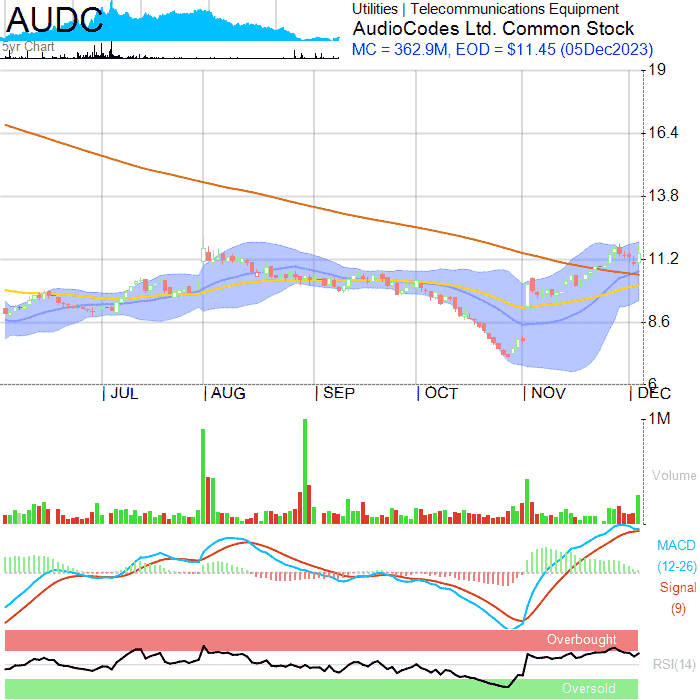 AUDC
Utilities | Telecommunications Equipment
AudioCodes Ltd. Common Stock
5yr Chart
MC = 362.9M, EOD = $11.45 (05Dec2023)
19
16.4
13.8
11.2
8.6
6
JUL
AUG
SEP
OCT
NOV
DEC
1M
Volume
MACD
(12-26)
Signal
(9)
Overbought
RSI(14)
Oversold